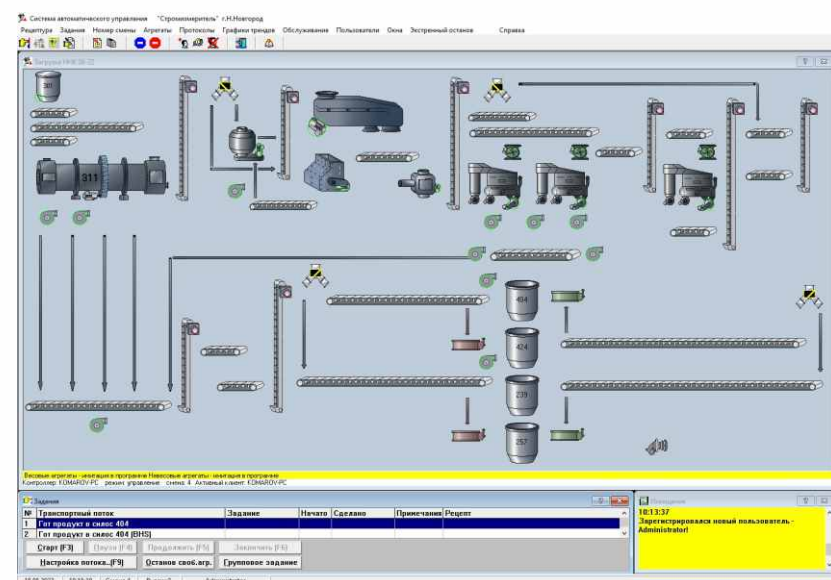 Система автоматического управления "Стромизмеритель" г.Н.Новгород
Рецептура Задания Номер смены Агрегаты Протоколы Графики трендов Обслуживание Пользователи Окна Экстренный останов Справка
301
311
404
424
239
257
Весовые агрегаты - имитация в программе Невесовые агрегаты - имитация в программе
Контроллер: KOMAROV-PC режим: управление смена: 4 Активный клиент: KOMAROV-PC
Задания
№ Транспортный поток Задание Начато Сделано Примечания Рецепт
1 Гот продукт в силос 404
2 Гот продукт в силос 404 (BHS)
Старт (F3) Пауза (F4) Продолжить (F5) Закончить (F6)
Настройка потока..(F9) Останов своб.агр. Групповое задание
10:13:37
Зарегистрировался новый пользователь -
Administrator!